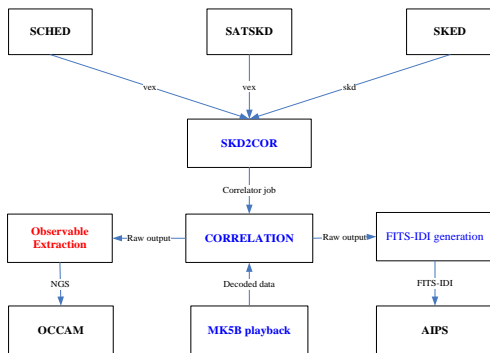 SCHED
SATSKD
SKED
vex
vex
skd
SKD2COR
Correlator job
Observable
Extraction
Raw output
CORRELATION
Raw output
FITS-IDI generation
NGS
Decoded data
FITS-IDI
OCCAM
MK5B playback
AIPS